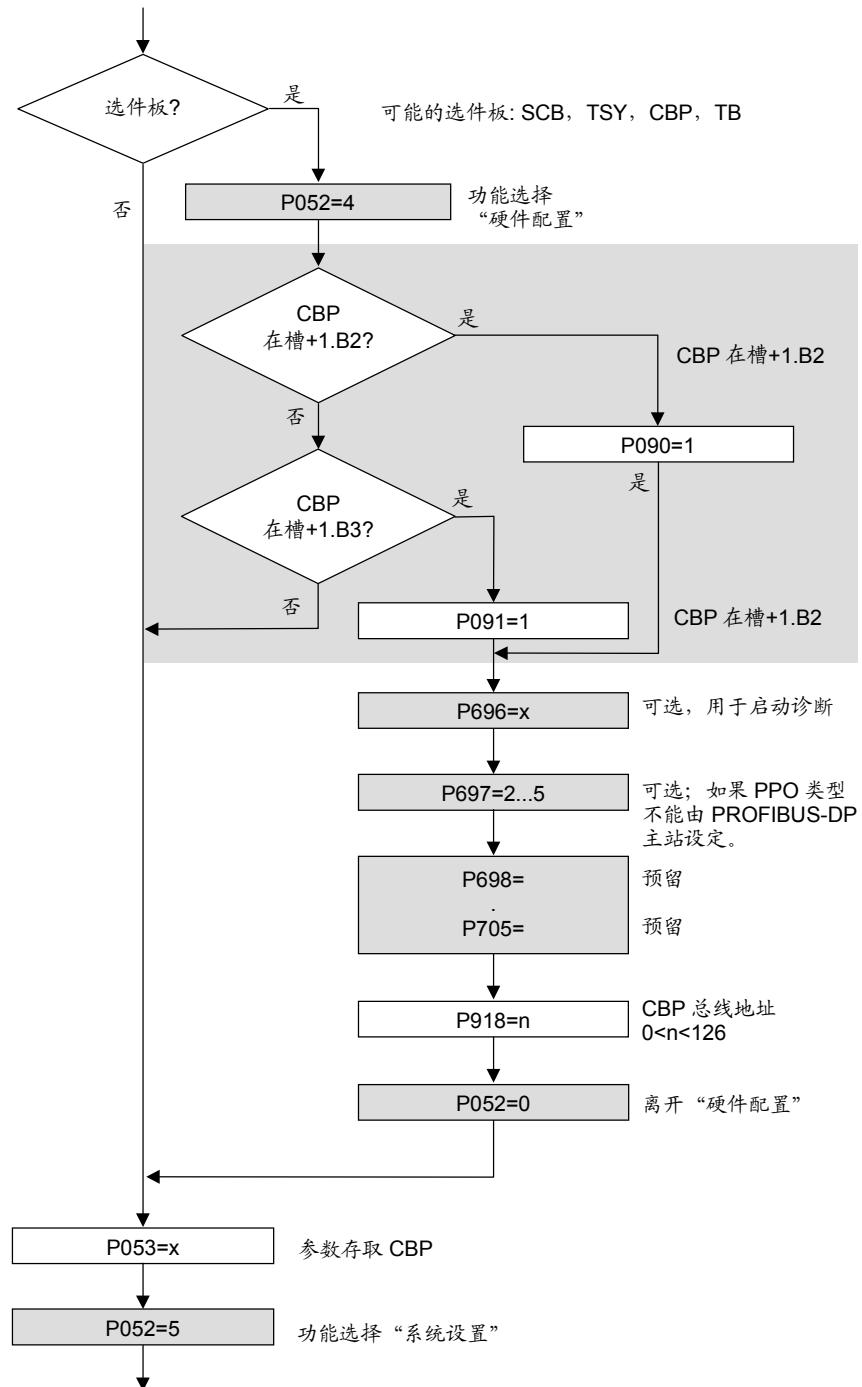 选件板?
是
可能的选件板: SCB，TSY，CBP，TB
否
P052=4
功能选择
“硬件配置”
CBP
在槽+1.B2?
是
CBP 在槽+1.B2
否
P090=1
是
CBP
在槽+1.B3?
是
否
P091=1
CBP 在槽+1.B2
P696=x
可选，用于启动诊断
P697=2...5
可选；如果 PPO 类型
不能由 PROFIBUS-DP
主站设定。
P698=
预留
.
P705=
预留
P918=n
CBP 总线地址
0<n<126
P052=0
离开“硬件配置”
P053=x
参数存取 CBP
P052=5
功能选择“系统设置”